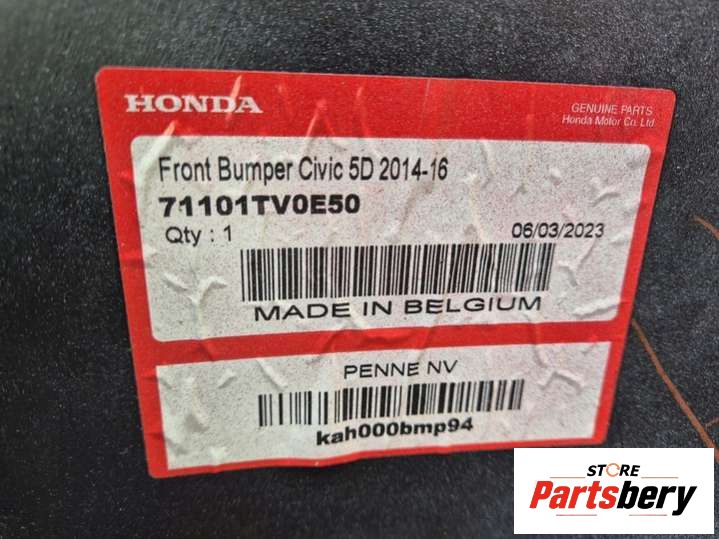 HONDA
GENUINE PARTS
Honda Motor Co. Ltd
Front Bumper Civic 5D 2014-16
71101TV0E50
Qty : 1
06/03/2023
MADE IN BELGIUM
PENNE NV
kah000bmp94
STORE
Partsbery